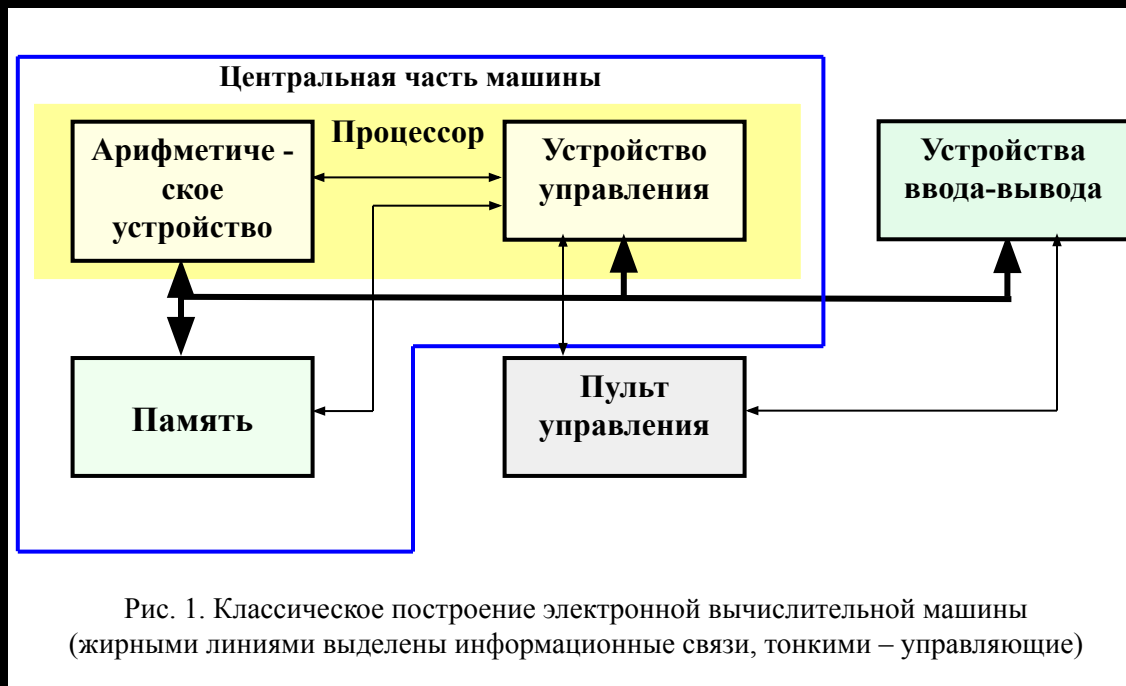 Центральная часть машины
Процессор
Арифметиче -
ское
устройство
Устройство
управления
Устройства
ввода-вывода
Память
Пульт
управления
Рис. 1. Классическое построение электронной вычислительной машины
(жирными линиями выделены информационные связи, тонкими – управляющие)